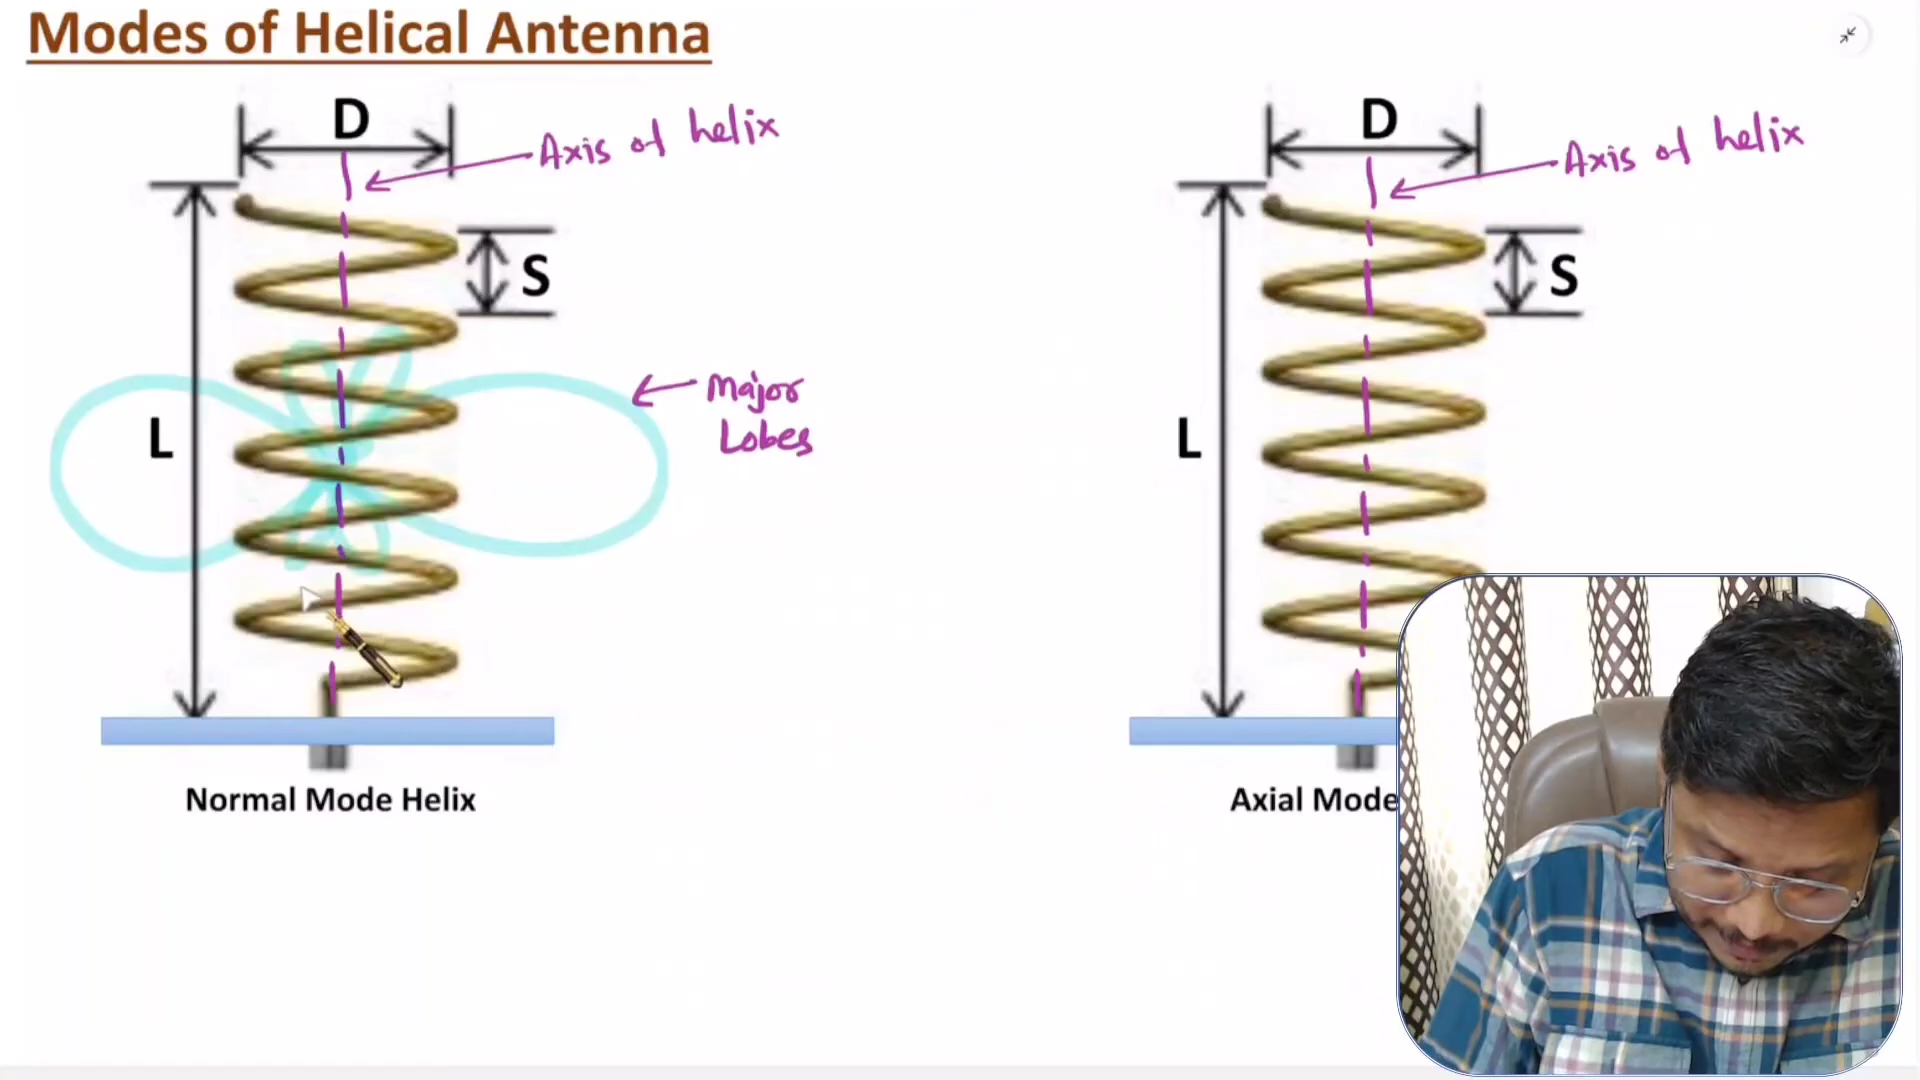 Modes of Helical Antenna
D
Axis of helix
S
Major
Lobes
L
Normal Mode Helix
D
Axis of helix
S
L
Axial Mode